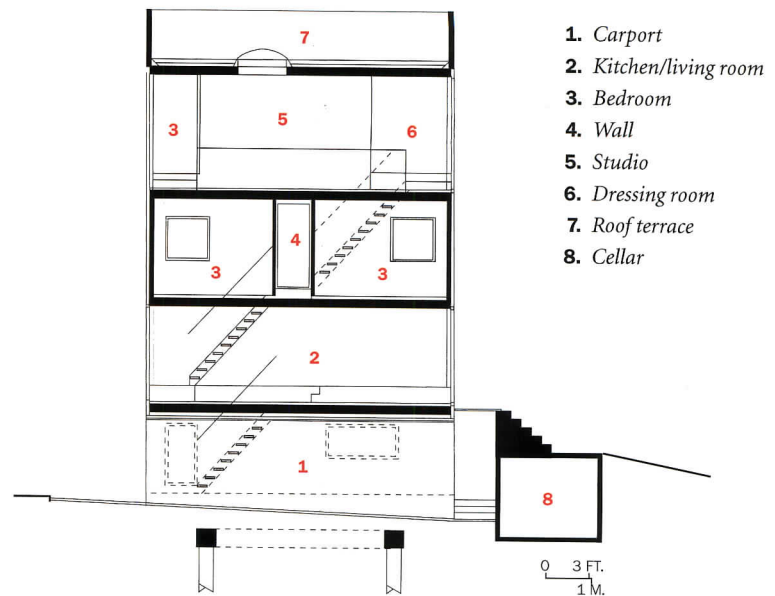 7
3
5
6
4
3
3
2
1
8
1. Carport
2. Kitchen/living room
3. Bedroom
4. Wall
5. Studio
6. Dressing room
7. Roof terrace
8. Cellar
0 3 FT.
1 M.